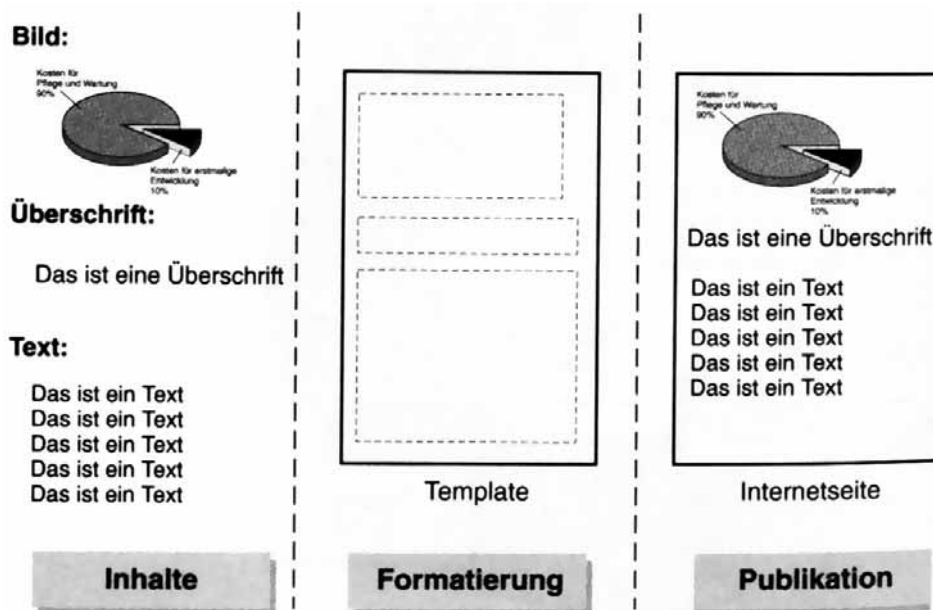 Bild:
Kosten für
Pflege und Wartung
90%
Kosten für erstmalige
Entwicklung
10%
Überschrift:
Das ist eine Überschrift
Text:
Das ist ein Text
Das ist ein Text
Das ist ein Text
Das ist ein Text
Das ist ein Text
Inhalte
Template
Formatierung
Kosten für
Pflege und Wartung
90%
Kosten für erstmalige
Entwicklung
10%
Das ist eine Überschrift
Das ist ein Text
Das ist ein Text
Das ist ein Text
Das ist ein Text
Das ist ein Text
Internetseite
Publikation